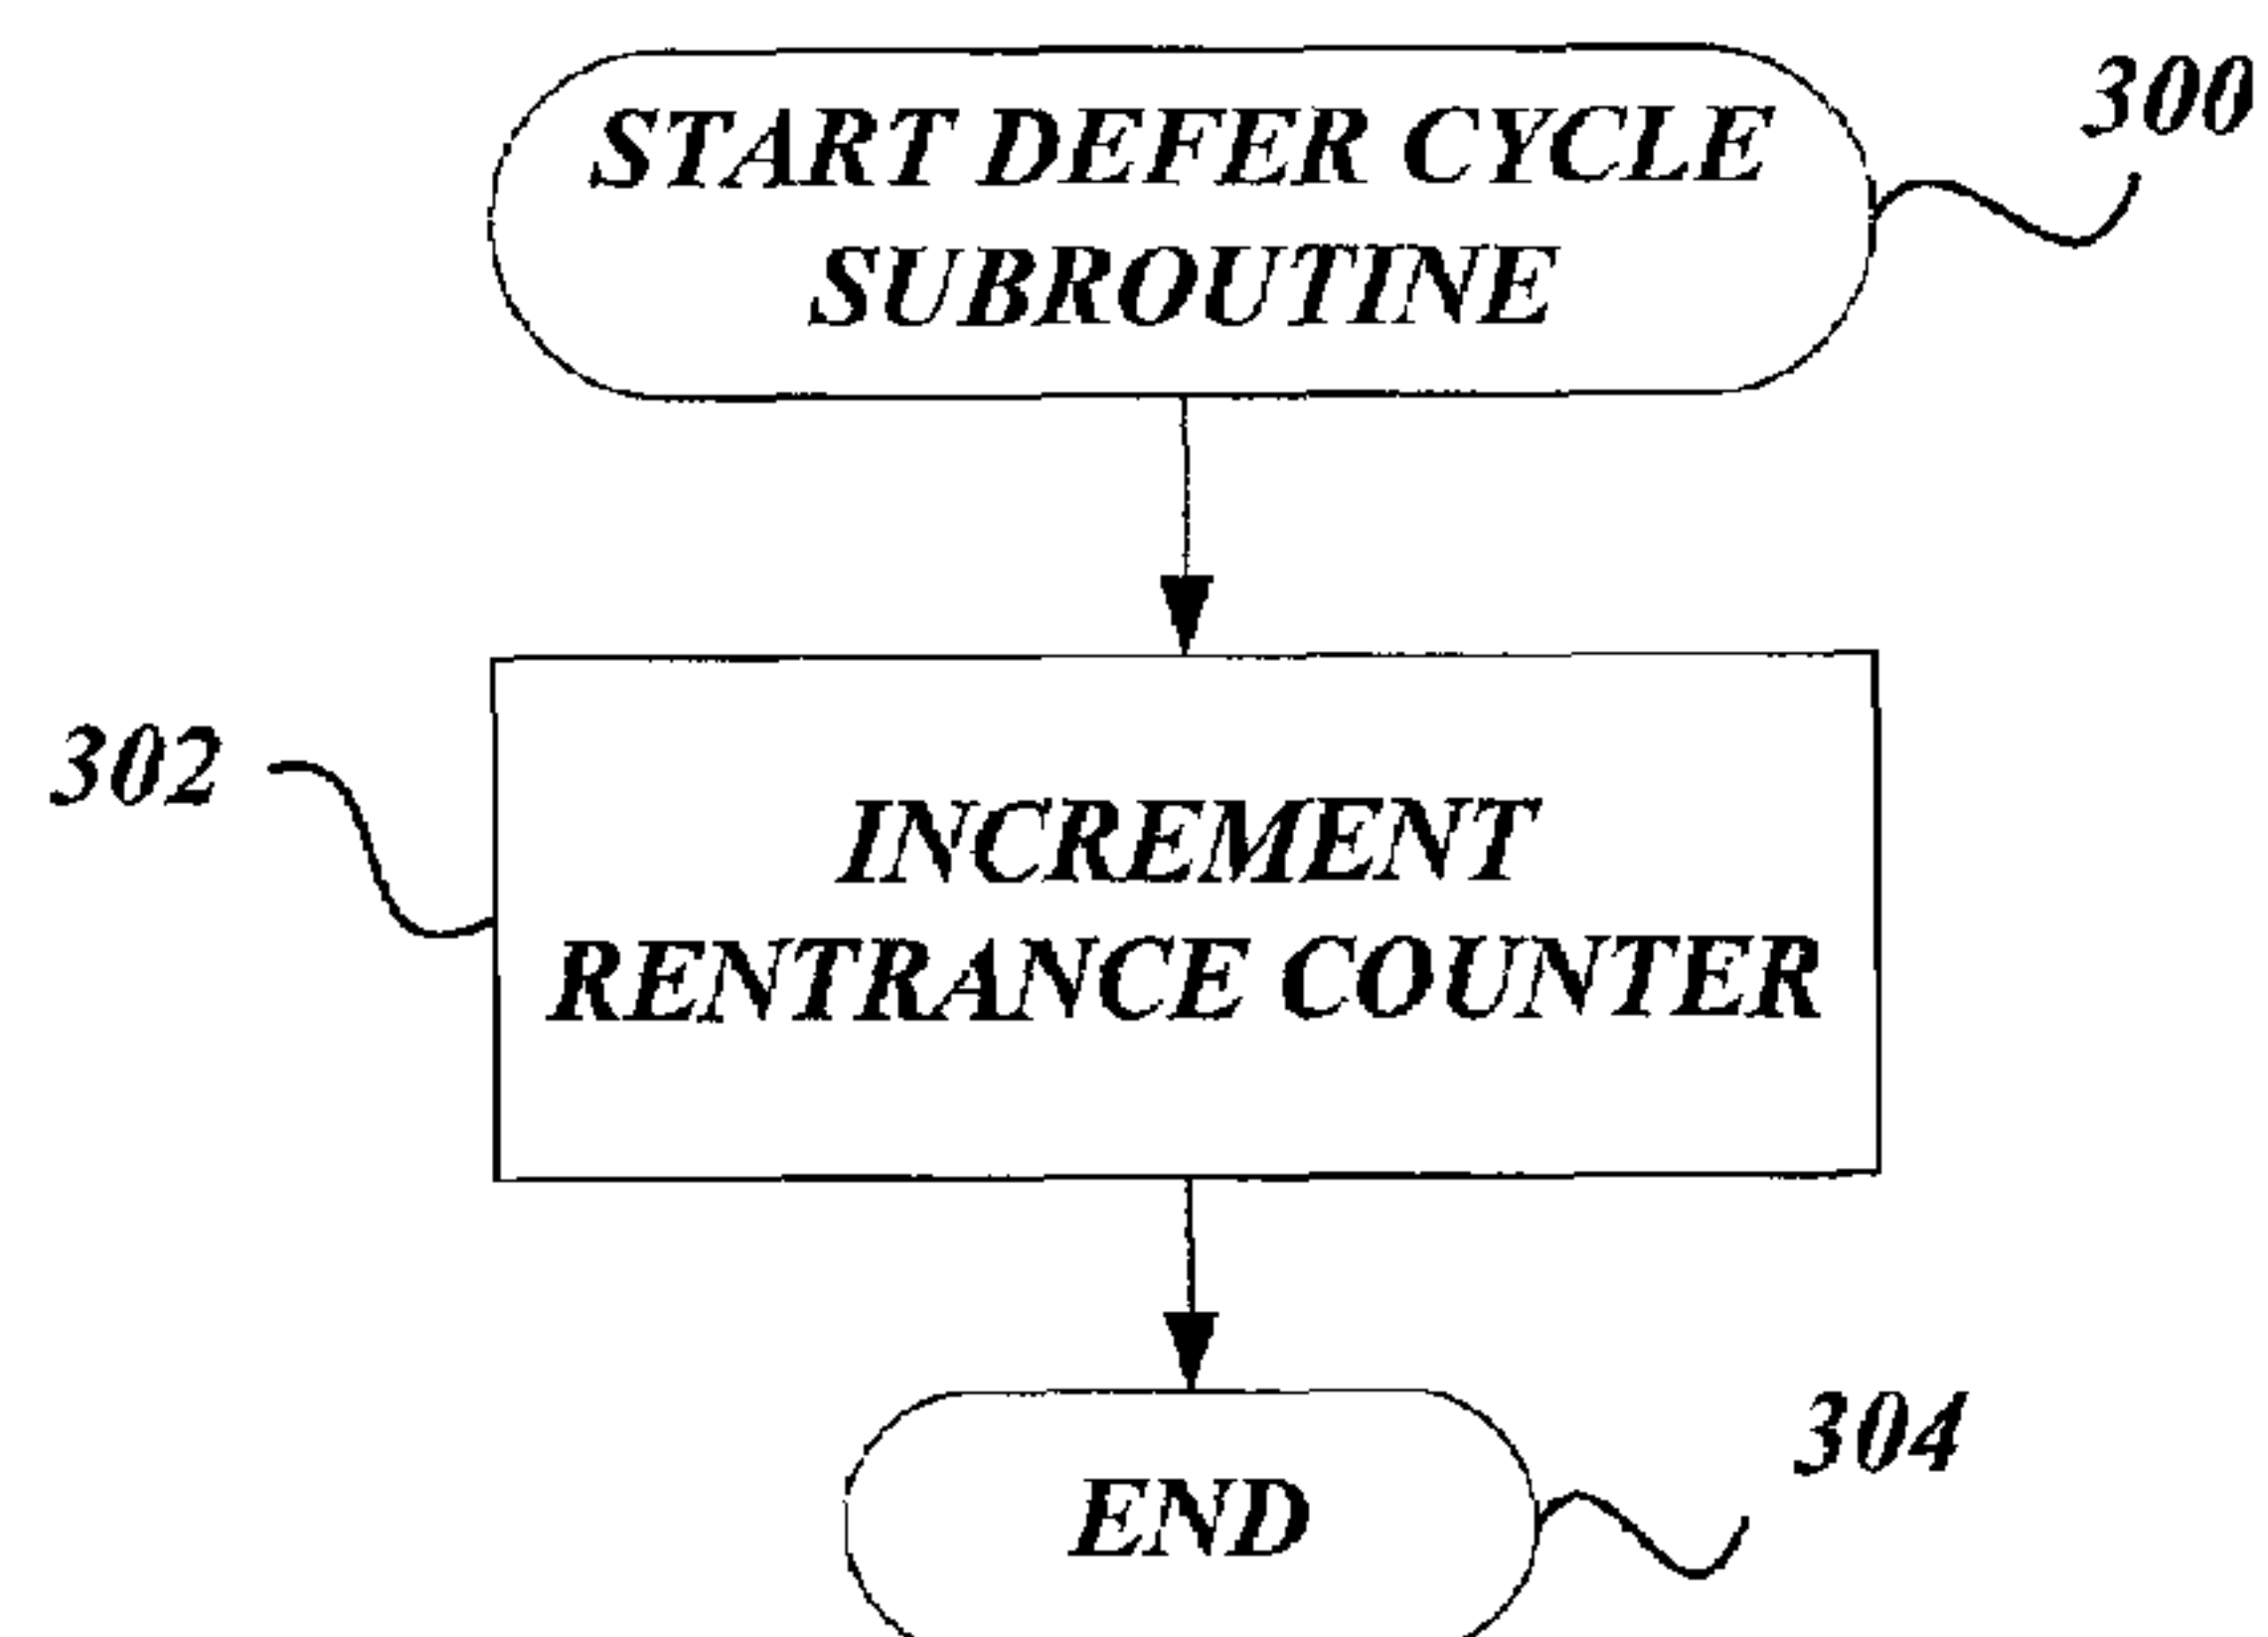 START DEFER CYCLE
SUBROUTINE
300
302
INCREMENT
RENTRANCE COUNTER
304
END